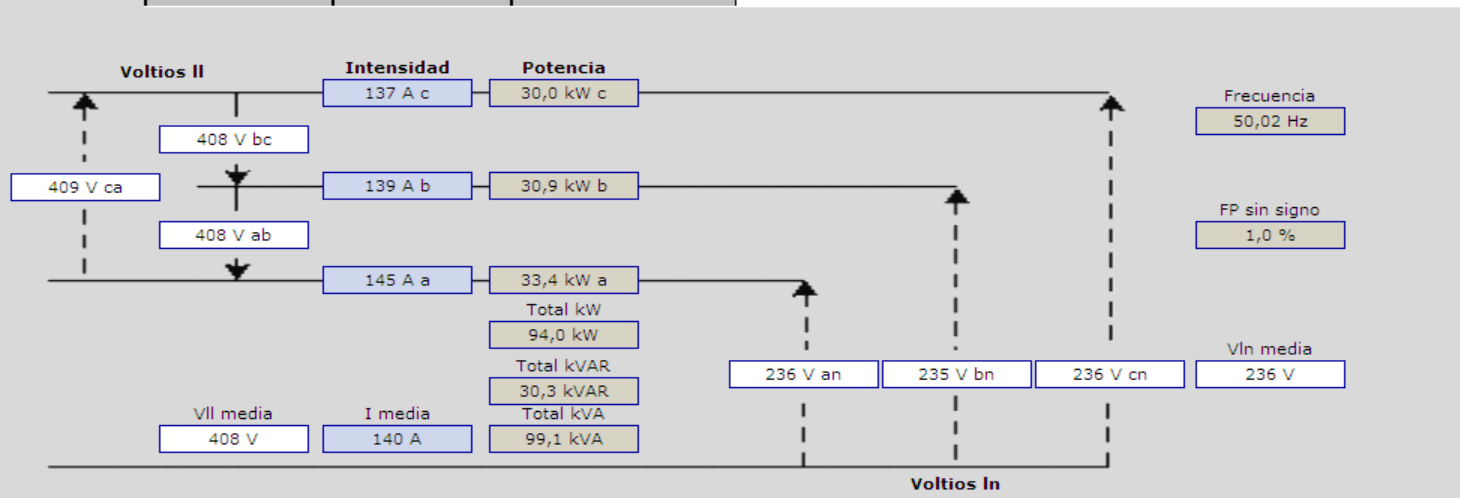 Voltios ll
Intensidad
Potencia
137 A c
30,0 kW c
Frecuencia
50,02 Hz
408 V bc
409 V ca
139 A b
30,9 kW b
FP sin signo
1,0 %
408 V ab
145 A a
33,4 kW a
Total kW
94,0 kW
Vln media
236 V an
235 V bn
236 V cn
236 V
Total kVAR
30,3 kVAR
Vll media
I media
Total kVA
408 V
140 A
99,1 kVA
Voltios ln